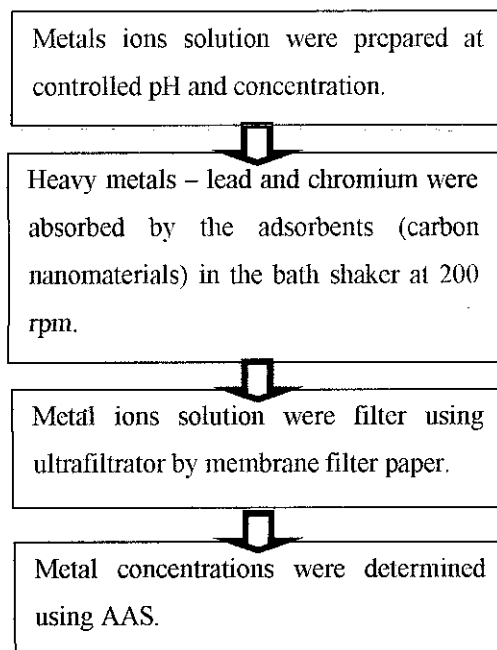 Metals ions solution were prepared at
controlled pH and concentration.
Heavy metals – lead and chromium were
absorbed by the adsorbents (carbon
nanomaterials) in the bath shaker at 200
rpm.
Metal ions solution were filter using
ultrafiltrator by membrane filter paper.
Metal concentrations were determined
using AAS.